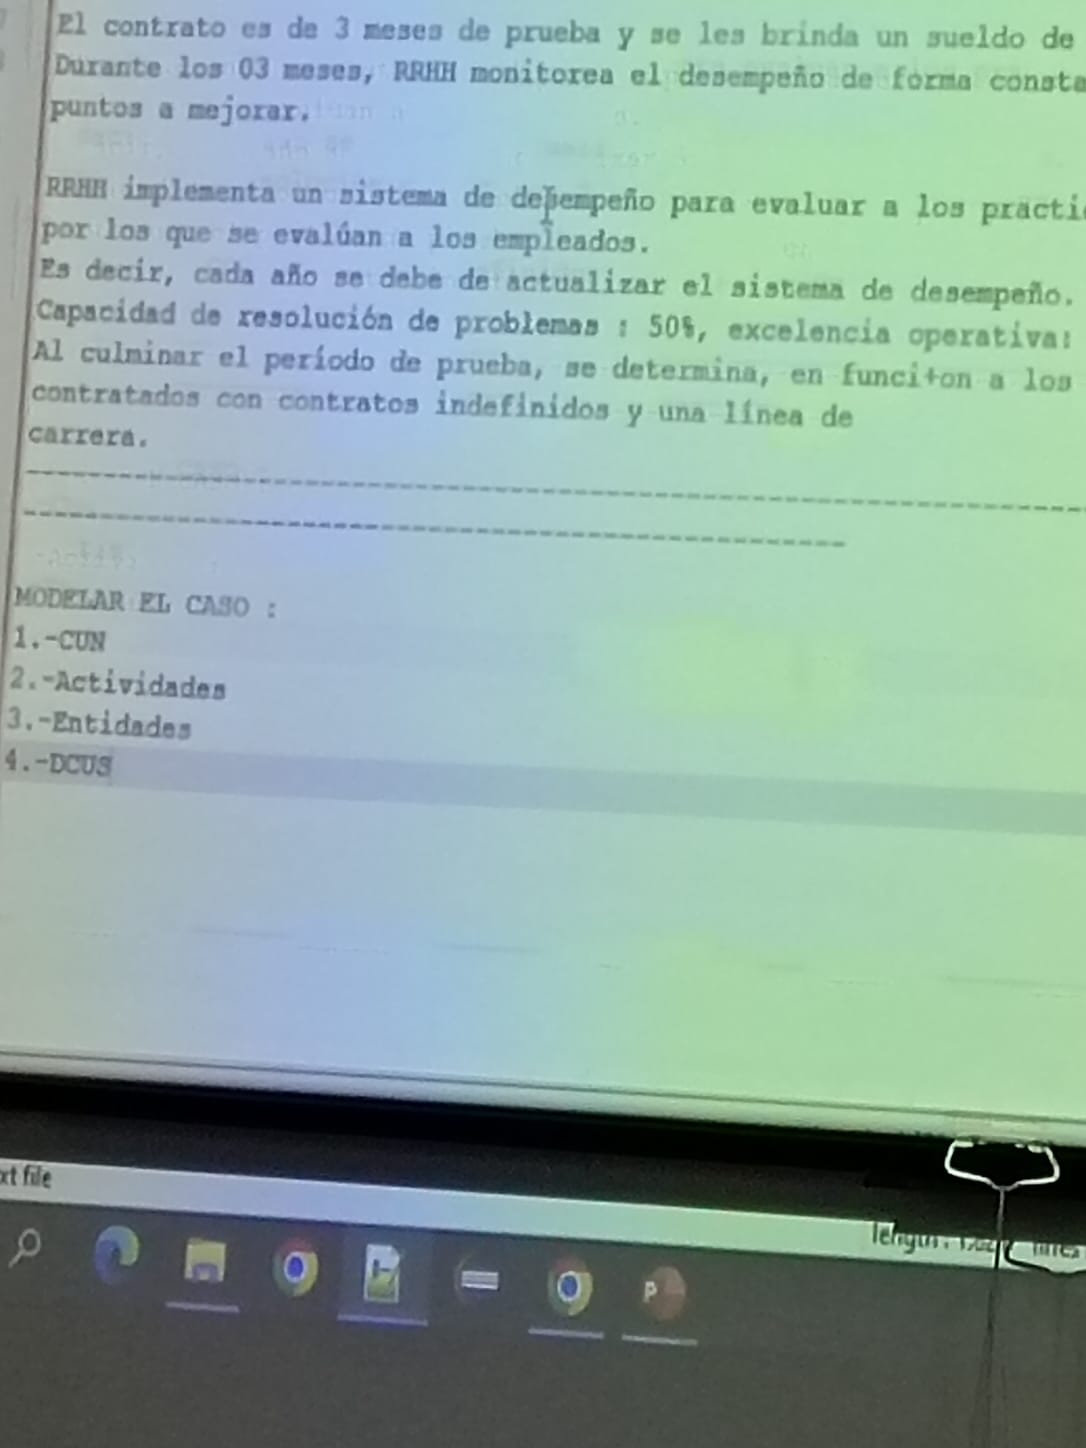 El contrato es de 3 meses de prueba y se les brinda un sueldo de
Durante los 03 meses, RRHH monitorea el desempeño de forma consta
puntos a mejorar.
RRHH implementa un sistema de desempeño para evaluar a los practi
por los que se evalúan a los empleados.
Es decir, cada año se debe de actualizar el sistema de desempeño.
Capacidad de resolución de problemas : 50%, excelencia operativa:
Al culminar el período de prueba, se determina, en funci+on a los
contratados con contratos indefinidos y una línea de
carrera.
--------------------------------------------------------------------------------
--------------------------------------------------------------
MODELAR EL CASO :
1.-CUN
2.-Actividades
3.-Entidades
4.-DCUS
xt file
length :
P